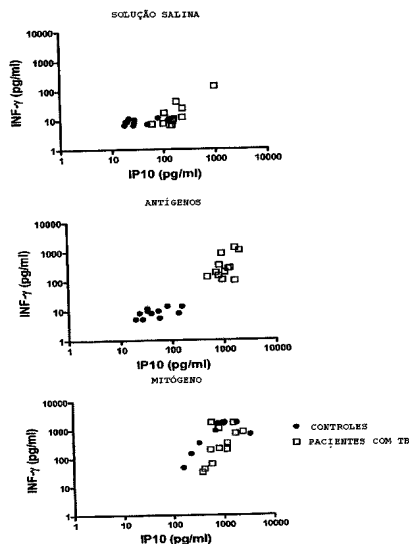 SOLUÇÃO SALINA
10000
1000
100
10
1
INF-γ (pg/ml)
1 10 100 1000 10000
IP10 (pg/ml)
ANTÍGENOS
10000
1000
100
10
1
INF-γ (pg/ml)
1 10 100 1000 10000
IP10 (pg/ml)
MITÓGENO
10000
1000
100
10
1
INF-γ (pg/ml)
1 10 100 1000 10000
IP10 (pg/ml)
CONTROLES
PACIENTES COM TB